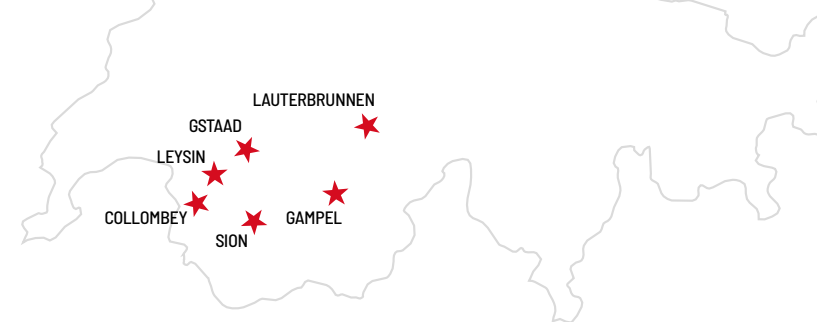 LAUTERBRUNNEN
GSTAAD
LEYSIN
COLLOMBEY
GAMPEL
SION